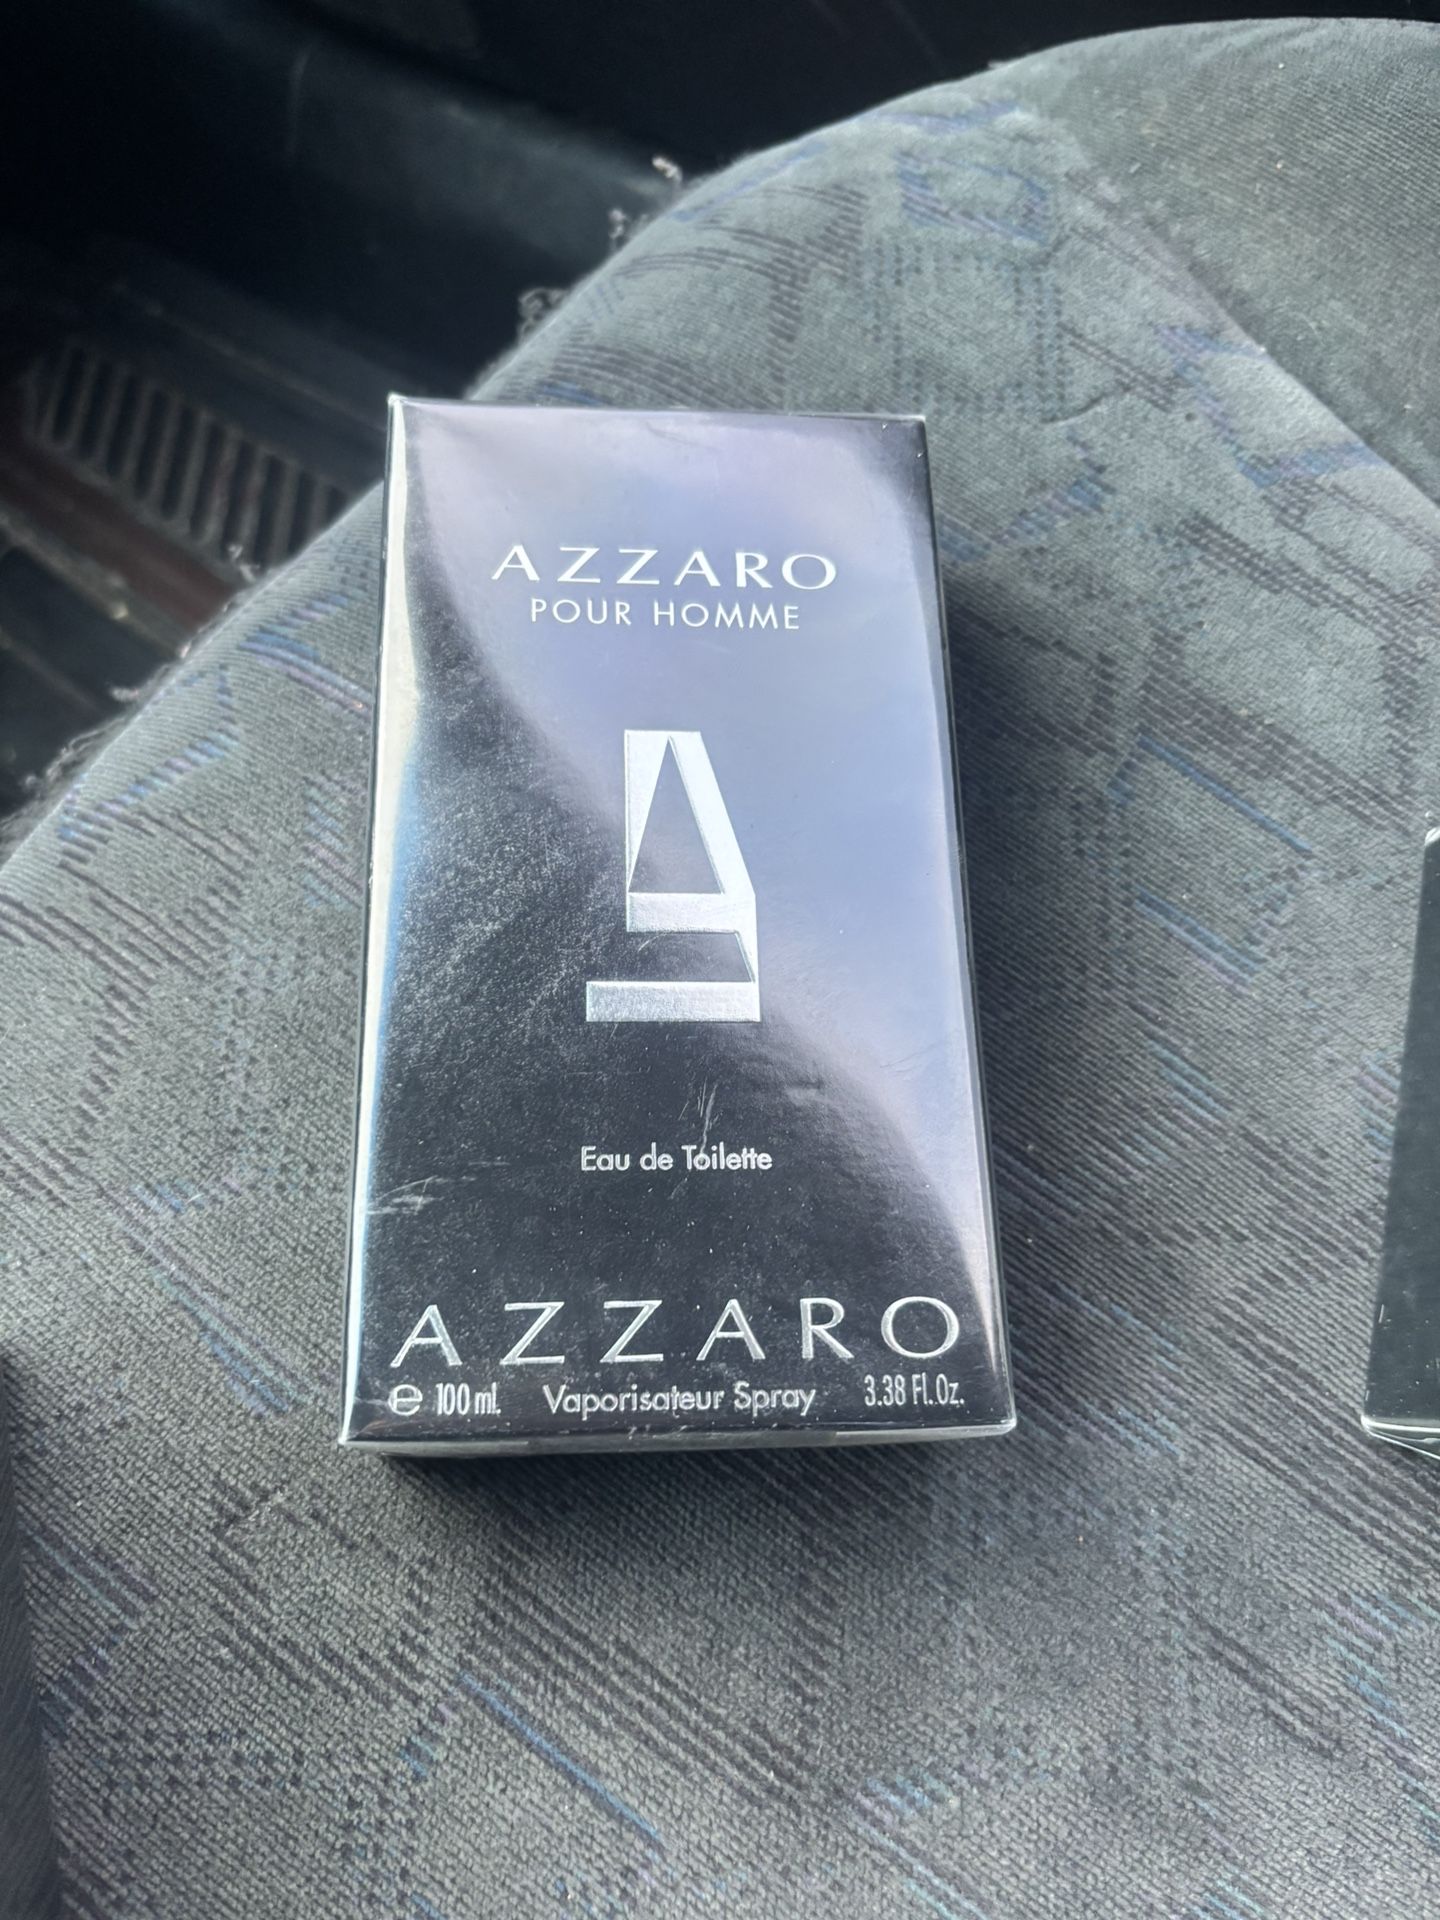 AZZARO
POUR HOMME
Eau de Toilette
AZZARO
℮ 100 ml. Vaporisateur Spray 3.38 Fl.Oz.